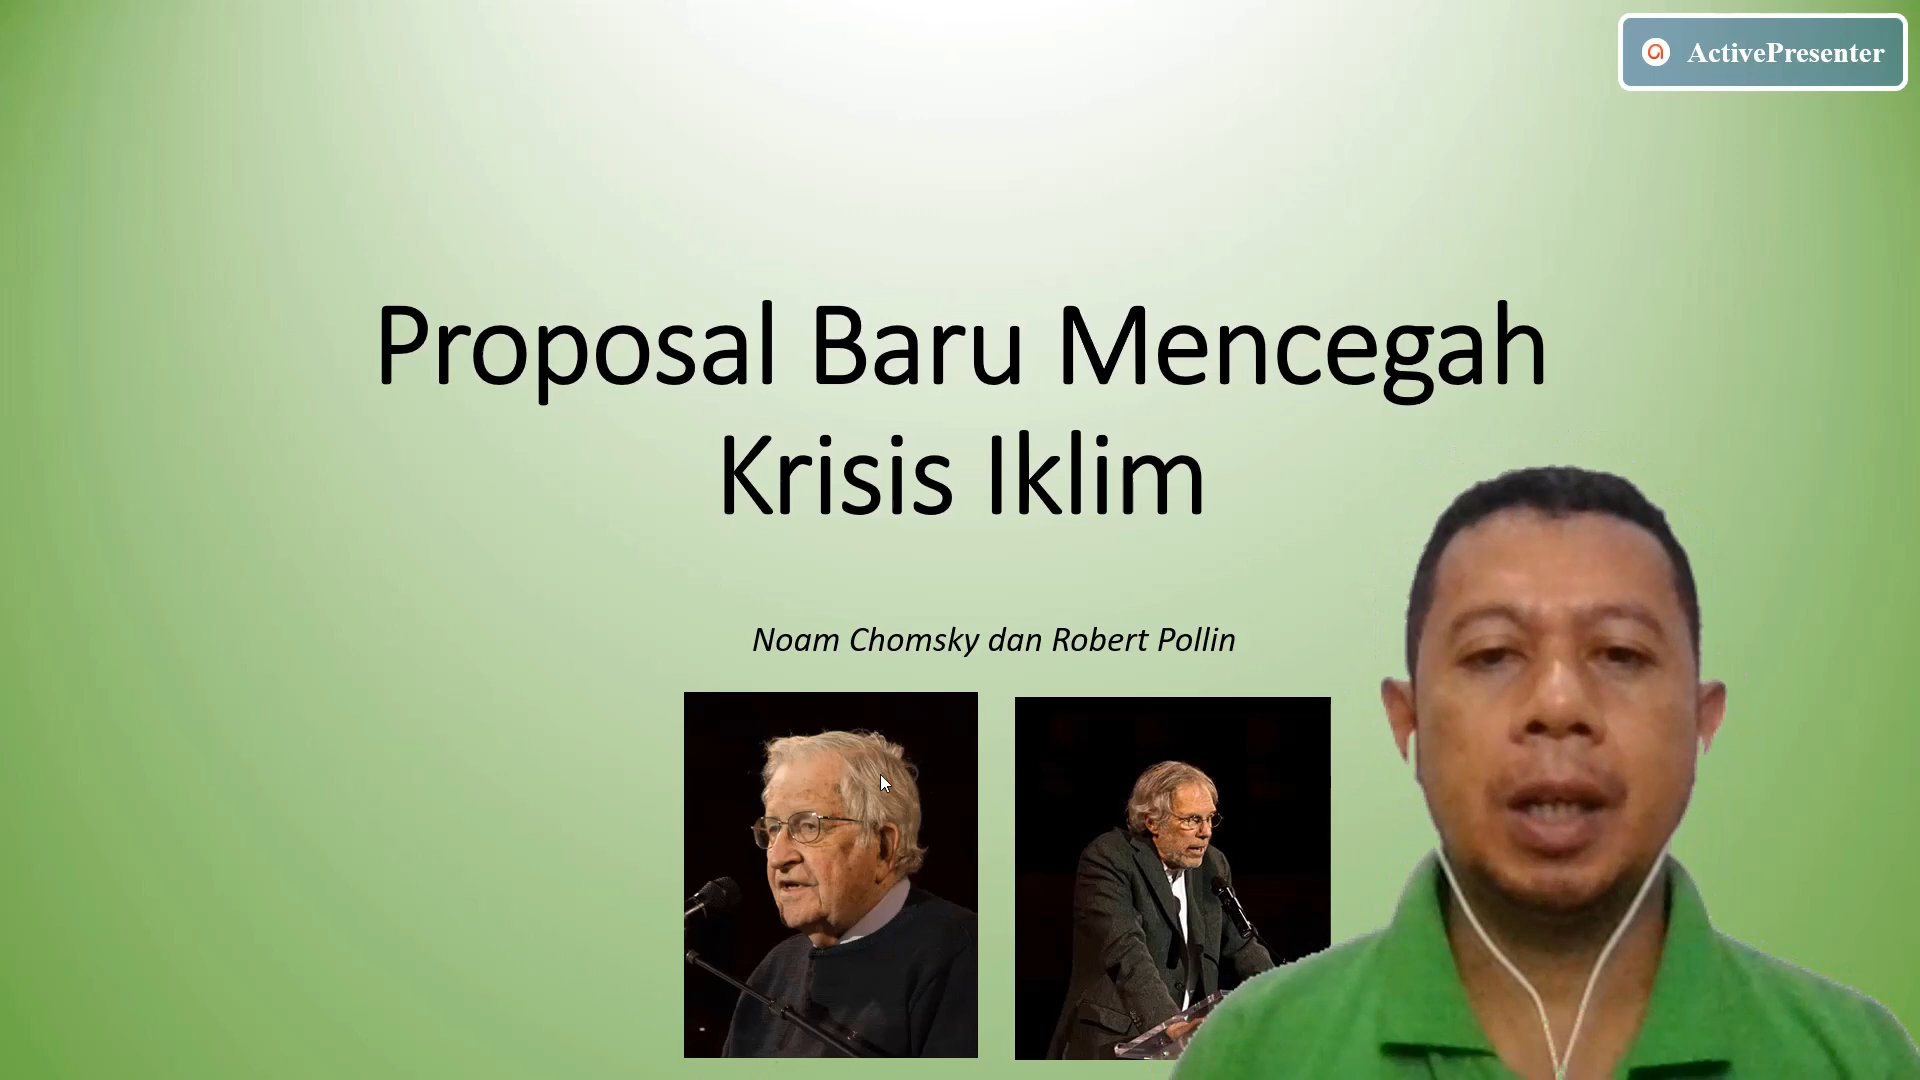 ActivePresenter
Proposal Baru Mencegah
Krisis Iklim
Noam Chomsky dan Robert Pollin